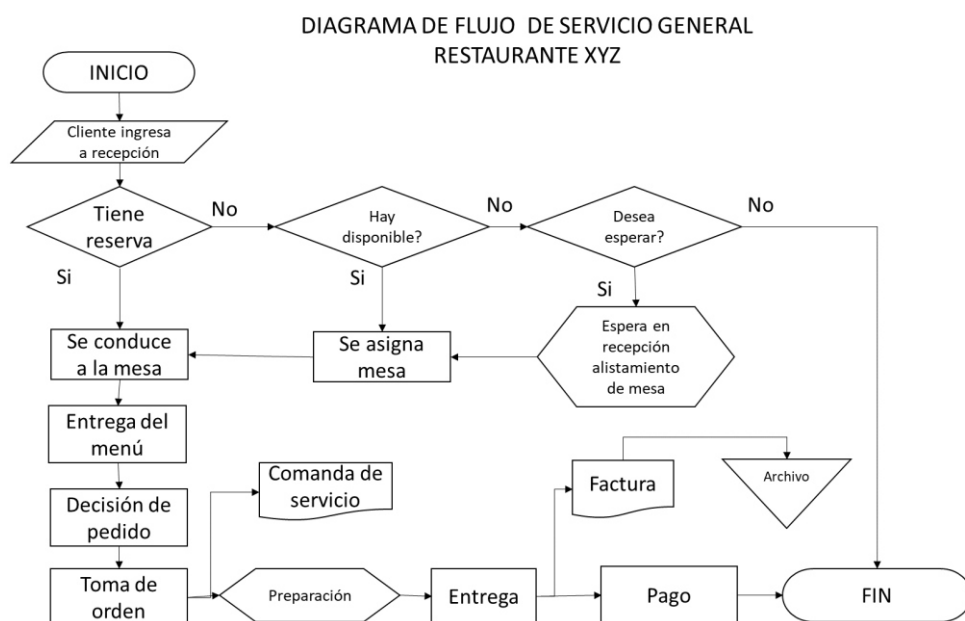 DIAGRAMA DE FLUJO DE SERVICIO GENERAL
RESTAURANTE XYZ
INICIO
Cliente ingresa
a recepción
Tiene
reserva
No
Hay
disponible?
No
Desea
esperar?
No
Si
Si
Se conduce
a la mesa
Se asigna
mesa
Espera en
recepción
alistamiento
de mesa
Entrega del
menú
Comanda de
servicio
Factura
Archivo
Decisión de
pedido
Toma de
orden
Preparación
Entrega
Pago
FIN